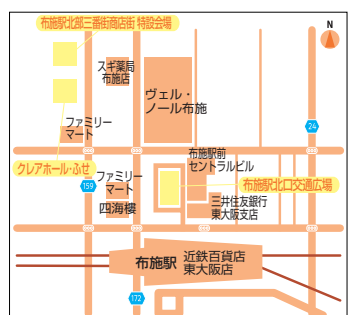 布施駅北部三番街商店街 特設会場
N
スギ薬局
布施店
ヴェル・
ノール布施
ファミリー
マート
24
クレアホール・ふせ
布施駅前
セントラルビル
159
ファミリー
マート
布施駅北口交通広場
四海楼
三井住友銀行
東大阪支店
布施駅
近鉄百貨店
東大阪店
172